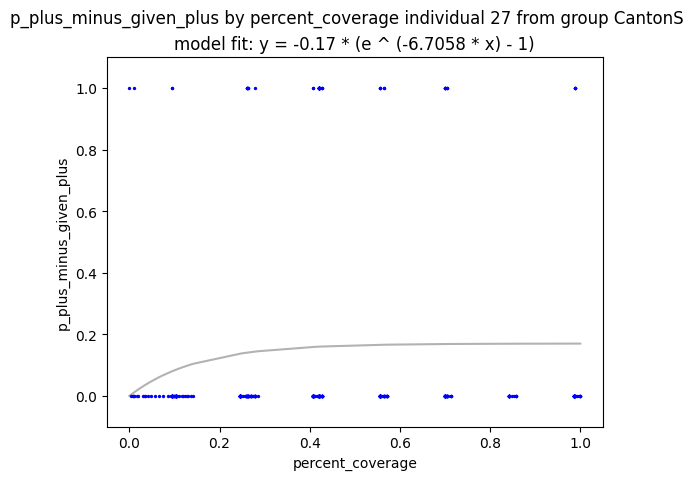 p_plus_minus_given_plus by percent_coverage individual 27 from group CantonS
model fit: y = -0.17 * (e ^ (-6.7058 * x) - 1)
1.0
0.8
0.6
0.4
0.2
0.0
p_plus_minus_given_plus
0.0 0.2 0.4 0.6 0.8 1.0
percent_coverage